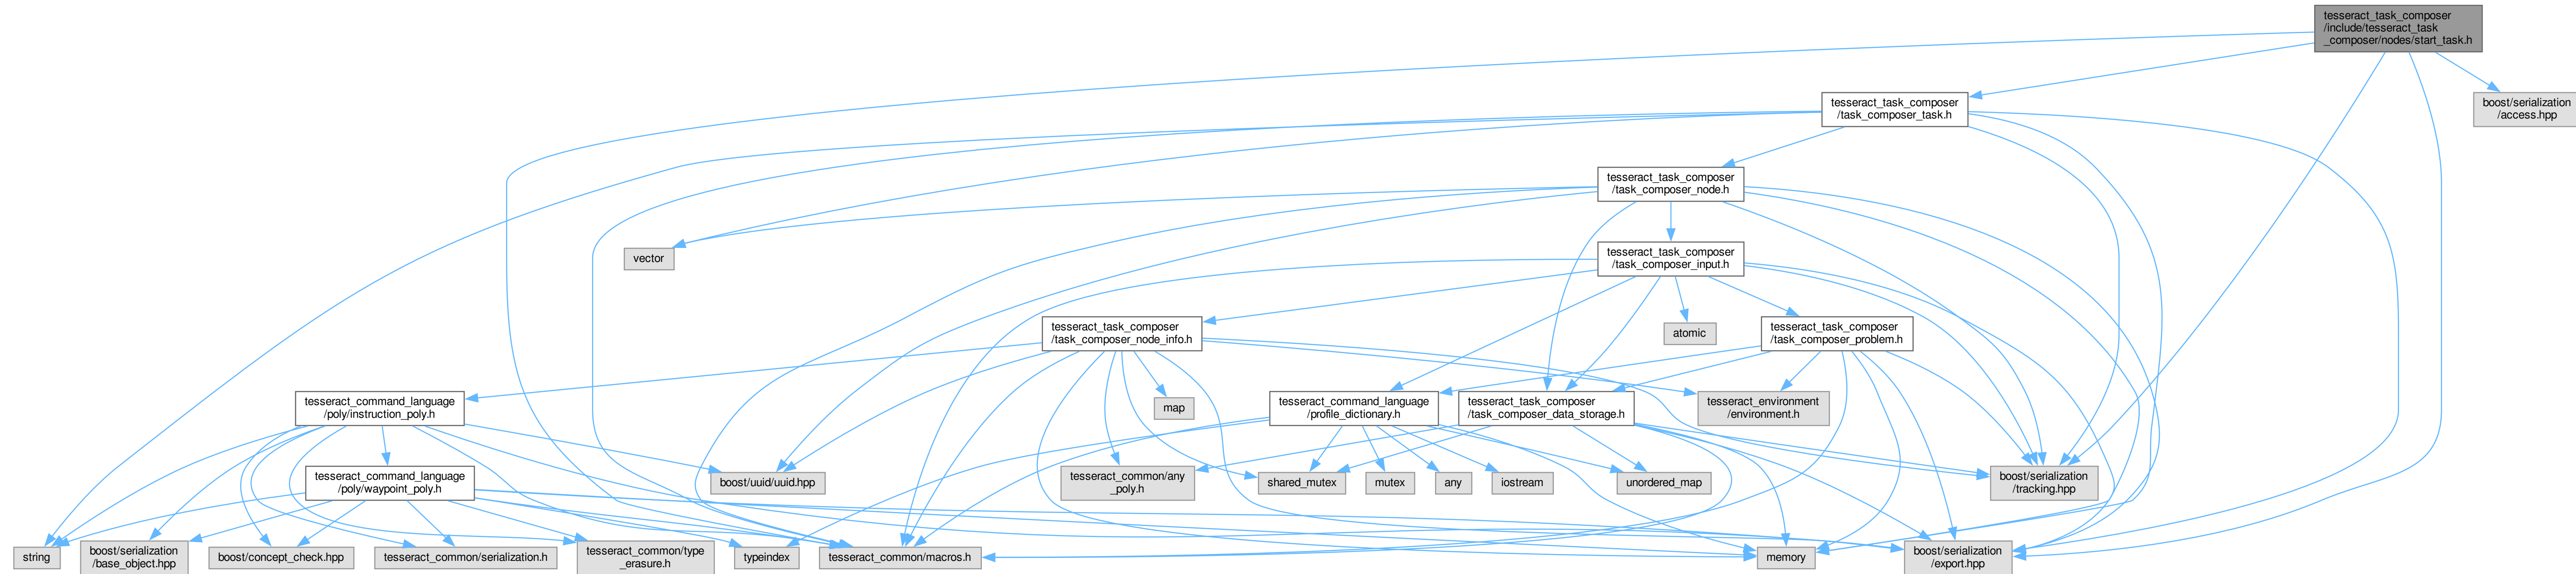 tesseract_task_composer
/include/tesseract_task
_composer/nodes/start_task.h
tesseract_task_composer
/task_composer_task.h
boost/serialization
/access.hpp
tesseract_task_composer
/task_composer_node.h
vector
tesseract_task_composer
/task_composer_input.h
tesseract_task_composer
/task_composer_node_info.h
atomic
tesseract_task_composer
/task_composer_problem.h
tesseract_command_language
/poly/instruction_poly.h
map
tesseract_command_language
/profile_dictionary.h
tesseract_task_composer
/task_composer_data_storage.h
tesseract_environment
/environment.h
tesseract_command_language
/poly/waypoint_poly.h
boost/uuid/uuid.hpp
tesseract_common/any
_poly.h
shared_mutex
mutex
any
iostream
unordered_map
boost/serialization
/tracking.hpp
string
boost/serialization
/base_object.hpp
boost/concept_check.hpp
tesseract_common/serialization.h
tesseract_common/type
_erasure.h
typeindex
tesseract_common/macros.h
memory
boost/serialization
/export.hpp